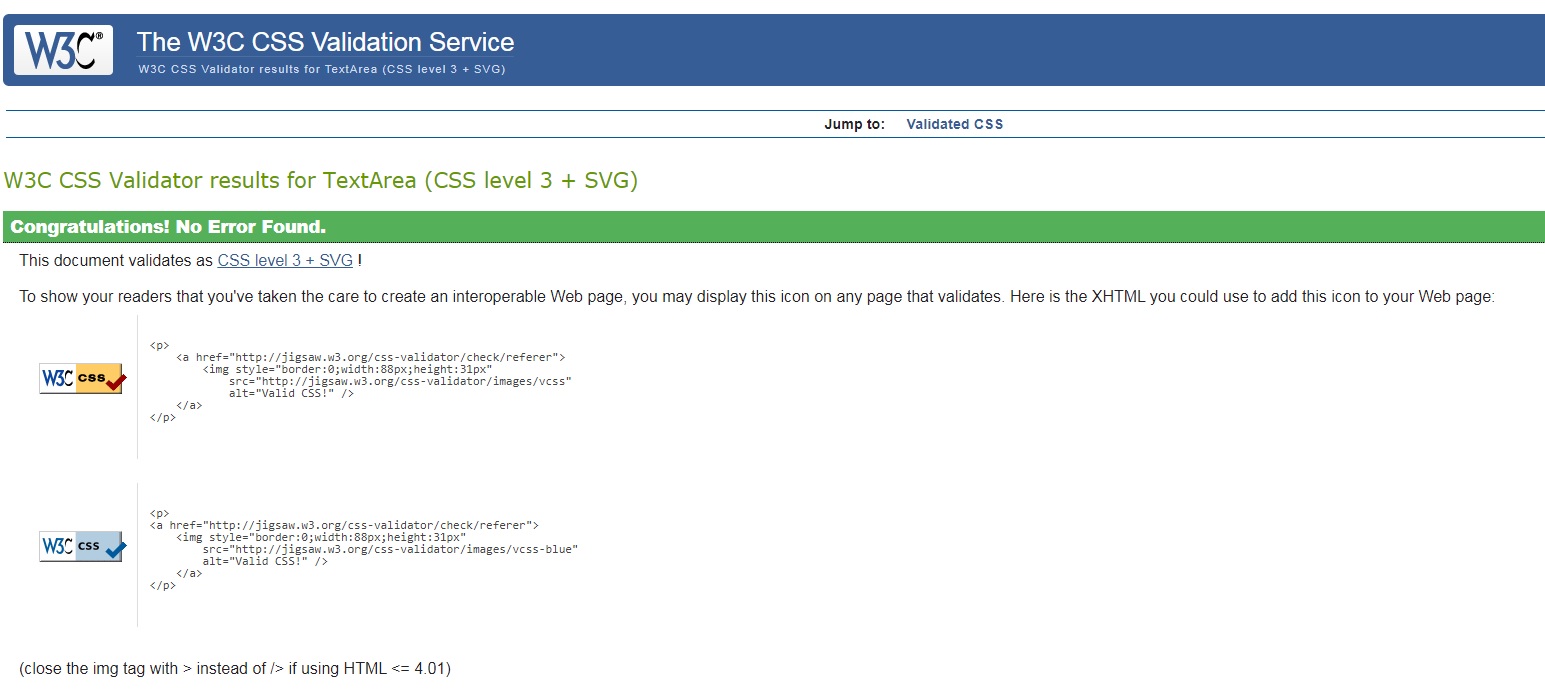 W3C®
The W3C CSS Validation Service
W3C CSS Validator results for TextArea (CSS level 3 + SVG)
Jump to: Validated CSS
W3C CSS Validator results for TextArea (CSS level 3 + SVG)
Congratulations! No Error Found.
This document validates as CSS level 3 + SVG !
To show your readers that you've taken the care to create an interoperable Web page, you may display this icon on any page that validates. Here is the XHTML you could use to add this icon to your Web page:
W3C css
<p>
    <a href="http://jigsaw.w3.org/css-validator/check/referer">
        <img style="border:0;width:88px;height:31px"
            src="http://jigsaw.w3.org/css-validator/images/vcss"
            alt="Valid CSS!" />
    </a>
</p>
W3C css
<p>
<a href="http://jigsaw.w3.org/css-validator/check/referer">
    <img style="border:0;width:88px;height:31px"
        src="http://jigsaw.w3.org/css-validator/images/vcss-blue"
        alt="Valid CSS!" />
    </a>
</p>
(close the img tag with > instead of /> if using HTML <= 4.01)